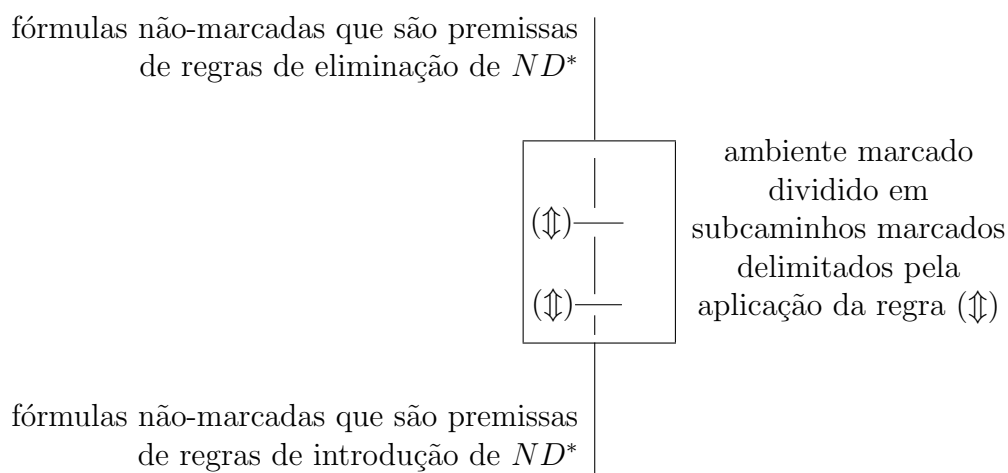 fórmulas não-marcadas que são premissas
de regras de eliminação de ND*
ambiente marcado
dividido em
(⇕)
subcaminhos marcados
delimitados pela
(⇕)
aplicação da regra (⇕)
fórmulas não-marcadas que são premissas
de regras de introdução de ND*